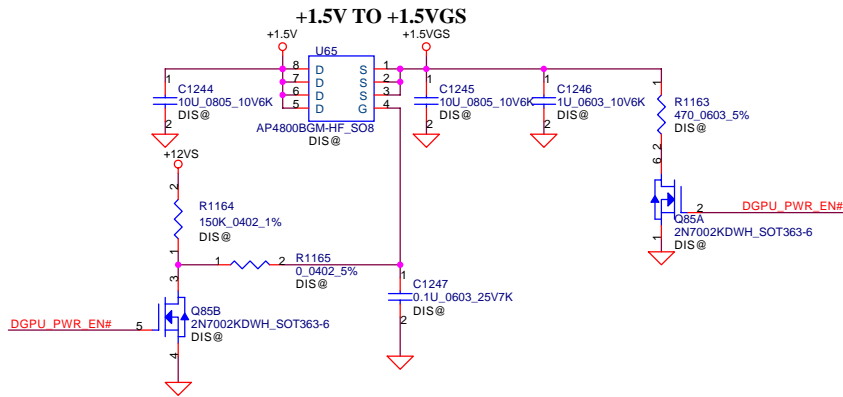 +1.5V TO +1.5VGS
+1.5V
+1.5VGS
U65
8 D S 1
7 D S 2
6 D S 3
5 D G 4
AP4800BGM-HF_SO8
DIS@
1
C1244
10U_0805_10V6K
DIS@
2
1
C1245
10U_0805_10V6K
DIS@
2
1
C1246
1U_0603_10V6K
DIS@
2
1
R1163
470_0603_5%
DIS@
2
6
2
DGPU_PWR_EN#
Q85A
2N7002KDWH_SOT363-6
DIS@
1
+12VS
2
R1164
150K_0402_1%
DIS@
1
1
2
R1165
0_0402_5%
DIS@
1
C1247
0.1U_0603_25V7K
DIS@
2
3
Q85B
2N7002KDWH_SOT363-6
DIS@
DGPU_PWR_EN#
5
4